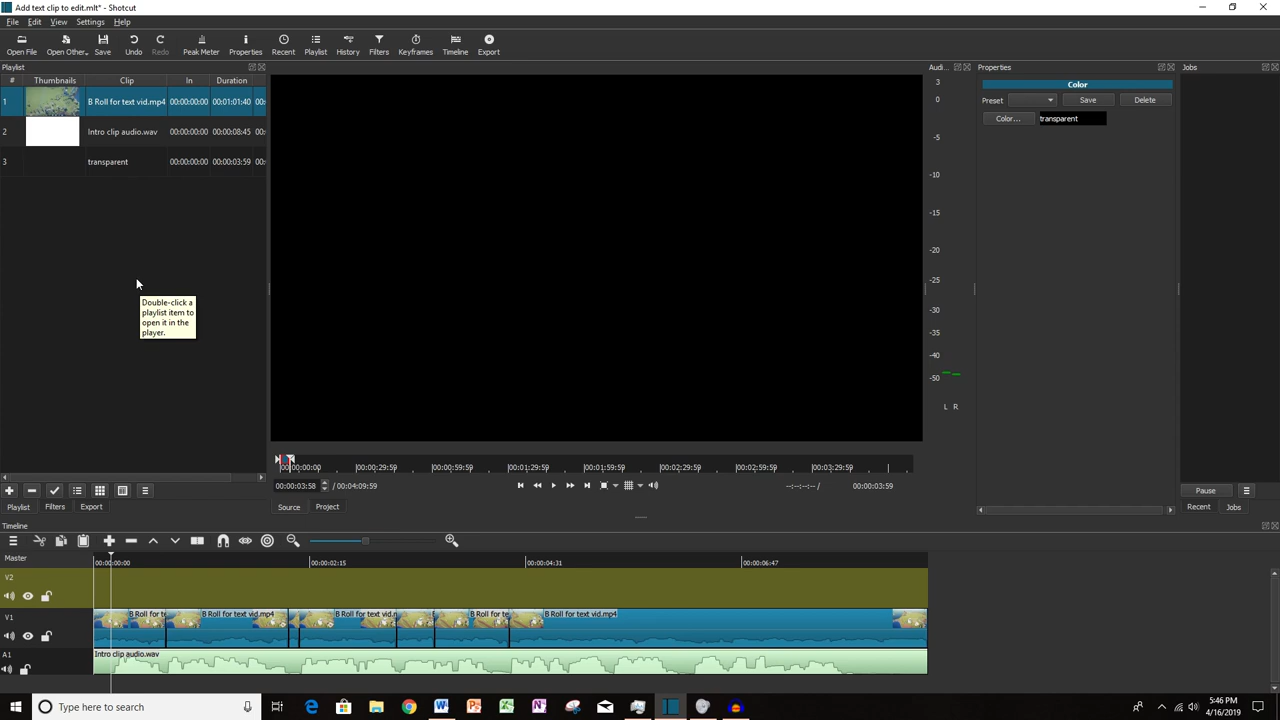 Add text clip to edit.mlt* - Shotcut
File Edit View Settings Help
Open File Open Other.. Save Undo Redo Peak Meter Properties Recent Playlist History Filters Keyframes Timeline Export
Playlist
# Thumbnails Clip In Duration
1 B Roll for text vid.mp4 00:00:00:00 00:01:01:40 00:
2 Intro clip audio.wav 00:00:00:00 00:00:08:45 00:
3 transparent 00:00:00:00 00:00:03:59 00:
Double-click a
playlist item to
open it in the
player.
Audi...
3
0
-5
-10
-15
-20
-25
-30
-35
-40
-50
L R
Properties
Color
Preset Save Delete
Color... transparent
Jobs
00:00:00:00 00:00:29:59 00:00:59:59 00:01:29:59 00:01:59:59 00:02:29:59 00:02:59:59 00:03:29:59
00:00:03:58 / 00:04:09:59 --:--:--:-- / 00:00:03:59
Playlist Filters Export
Source Project
Pause
Recent Jobs
Timeline
Master
00:00:00:00 00:00:02:15 00:00:04:31 00:00:06:47
V2
V1
B Roll for te B Roll for text vid.mp4 B Roll for text vid.m B B Roll for te B Roll for text vid.mp4
A1
Intro clip audio.wav
Type here to search
5:46 PM
4/16/2019